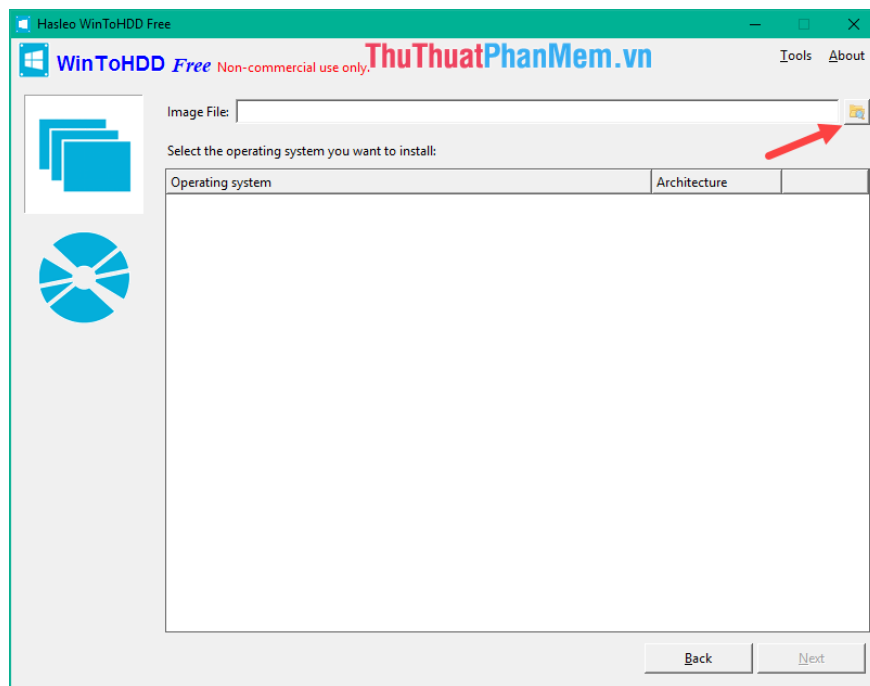 Hasleo WinToHDD Free
WinToHDD Free Non-commercial use only. ThuThuatPhanMem.vn Tools About
Image File:
Select the operating system you want to install:
Operating system Architecture
Back Next